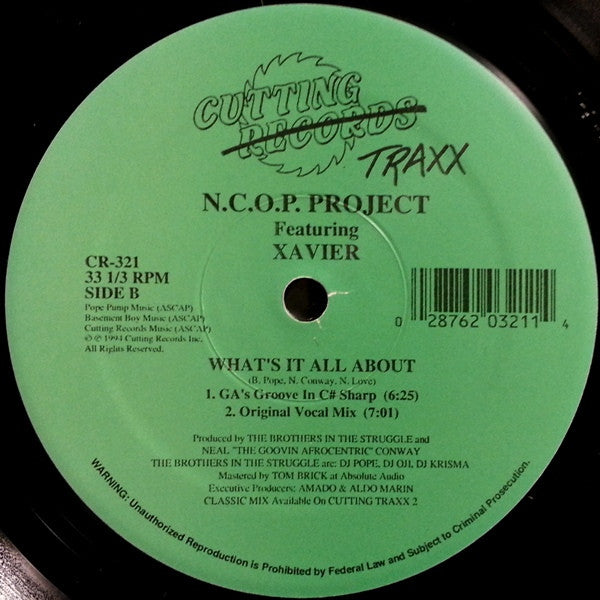 CUTTING
RECORDS
TRAXX
N.C.O.P. PROJECT
Featuring
XAVIER
CR-321
33 1/3 RPM
SIDE B
Pope Pump Music (ASCAP)
Basement Boy Music (ASCAP)
Cutting Records Music (ASCAP)
© ℗ 1994 Cutting Records Inc.
All Rights Reserved.
0 28762 03211 4
WHAT'S IT ALL ABOUT
(B. Pope, N. Conway, N. Love)
1. GA's Groove In C# Sharp (6:25)
2. Original Vocal Mix (7:01)
Produced by THE BROTHERS IN THE STRUGGLE and
NEAL "THE GOOVIN AFROCENTRIC" CONWAY
THE BROTHERS IN THE STRUGGLE are: DJ POPE, DJ OJI, DJ KRISMA
Mastered by TOM BRICK at Absolute Audio
Executive Producers: AMADO & ALDO MARIN
CLASSIC MIX Available On CUTTING TRAXX 2
WARNING: Unauthorized Reproduction is Prohibited by Federal Law and Subject to Criminal Prosecution.